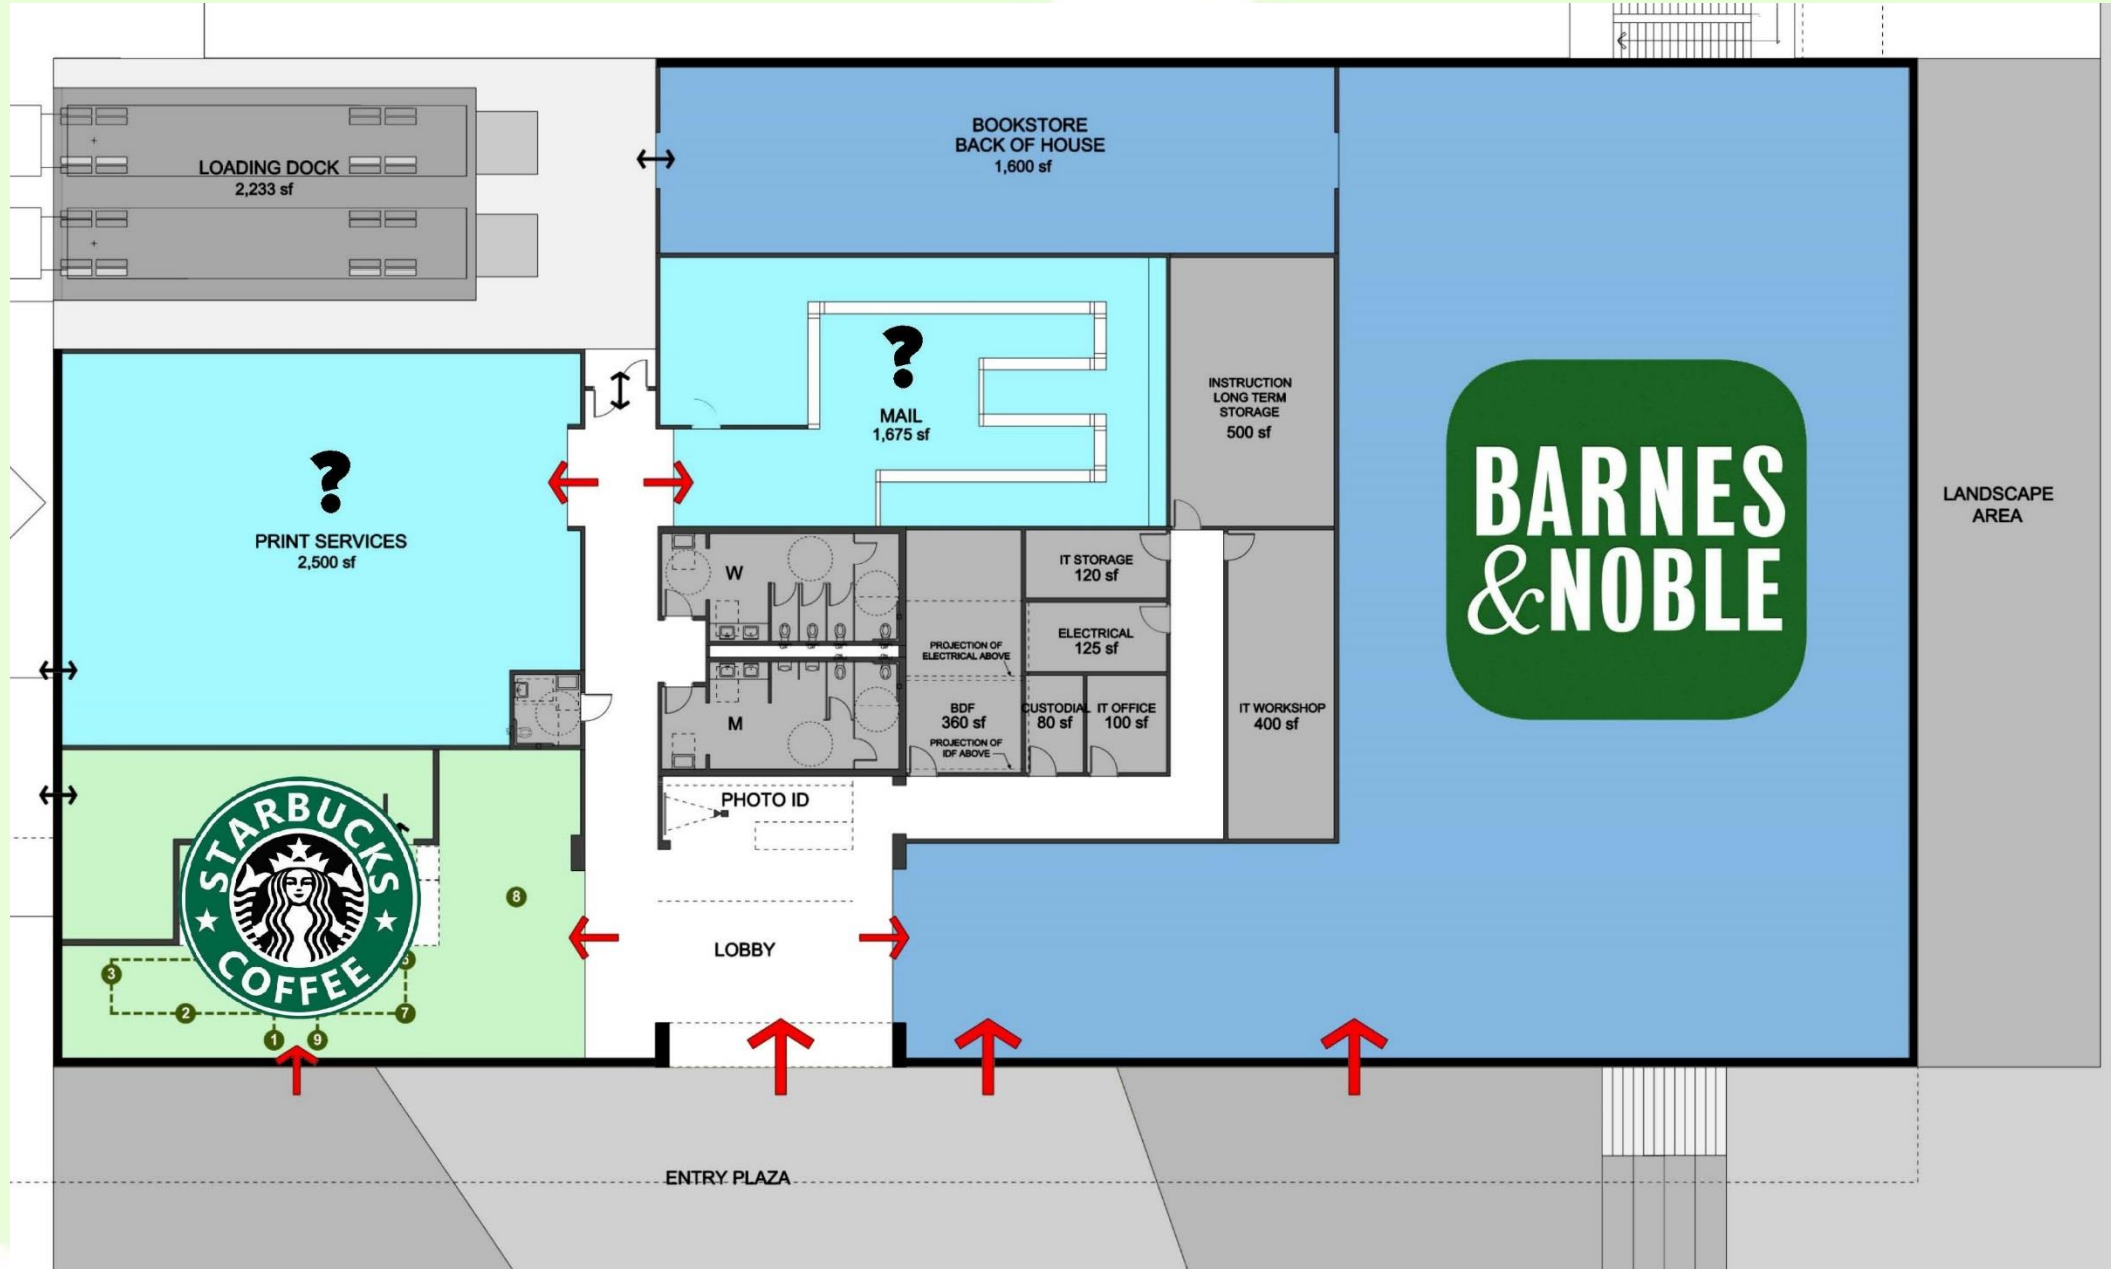 BOOKSTORE
BACK OF HOUSE
1,600 sf
LOADING DOCK
2,233 sf
?
MAIL
1,675 sf
INSTRUCTION
LONG TERM
STORAGE
500 sf
BARNES
&NOBLE
LANDSCAPE
AREA
?
PRINT SERVICES
2,500 sf
W
IT STORAGE
120 sf
ELECTRICAL
125 sf
PROJECTION OF
ELECTRICAL ABOVE
M
BDF
360 sf
PROJECTION OF
IDF ABOVE
CUSTODIAL
80 sf
IT OFFICE
100 sf
IT WORKSHOP
400 sf
PHOTO ID
STARBUCKS
COFFEE
8
3
2
7
1
9
LOBBY
ENTRY PLAZA